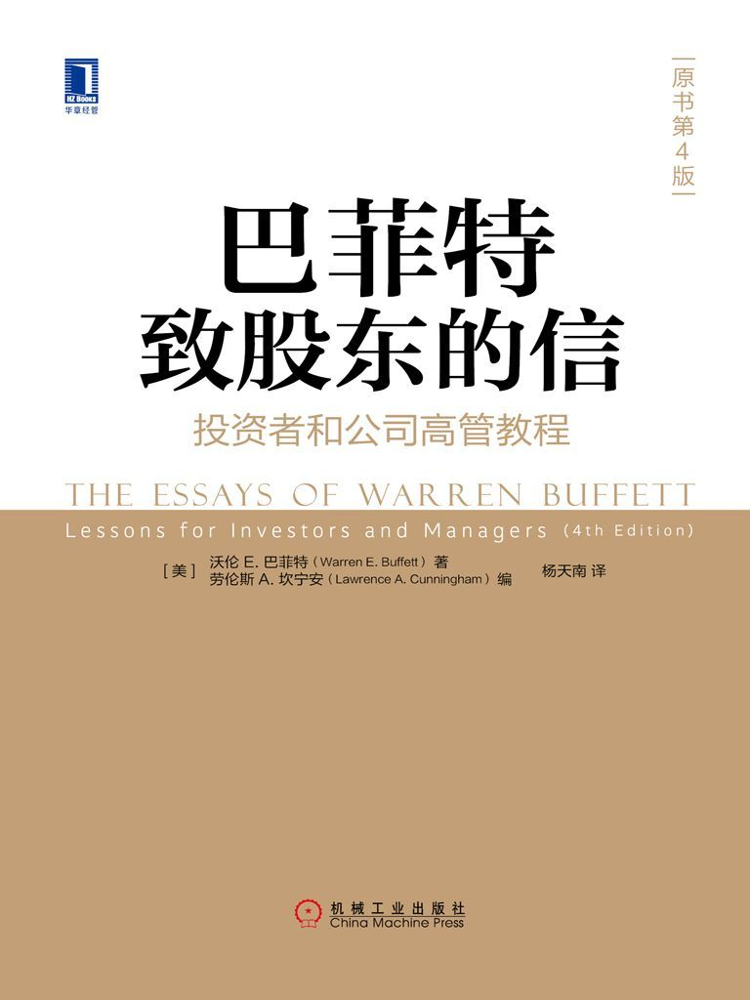 HZ Books
华章经管
原书第4版
巴菲特
致股东的信
投资者和公司高管教程
THE ESSAYS OF WARREN BUFFETT
Lessons for Investors and Managers (4th Edition)
[美] 沃伦 E. 巴菲特（Warren E. Buffett）著
劳伦斯 A. 坎宁安（Lawrence A. Cunningham）编
杨天南 译
机械工业出版社
China Machine Press